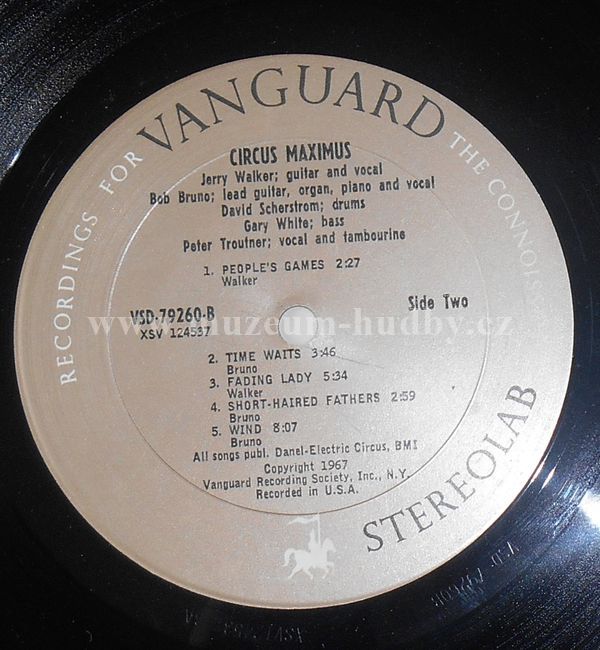 RECORDINGS FOR VANGUARD THE CONNOISSEUR
CIRCUS MAXIMUS
Jerry Walker; guitar and vocal
Bob Bruno; lead guitar, organ, piano and vocal
David Scherstrom; drums
Gary White; bass
Peter Troutner; vocal and tambourine
1. PEOPLE'S GAMES 2:27
Walker
VSD-79260-B
Side Two
XSV 124537
www.muzeum-hudby.cz
2. TIME WAITS 3:46
Bruno
3. FADING LADY 5:34
Walker
4. SHORT-HAIRED FATHERS 2:59
Bruno
5. WIND 8:07
Bruno
All songs publ. Danel-Electric Circus, BMI
Copyright 1967
Vanguard Recording Society, Inc., N.Y.
Recorded in U.S.A.
STEREOLAB